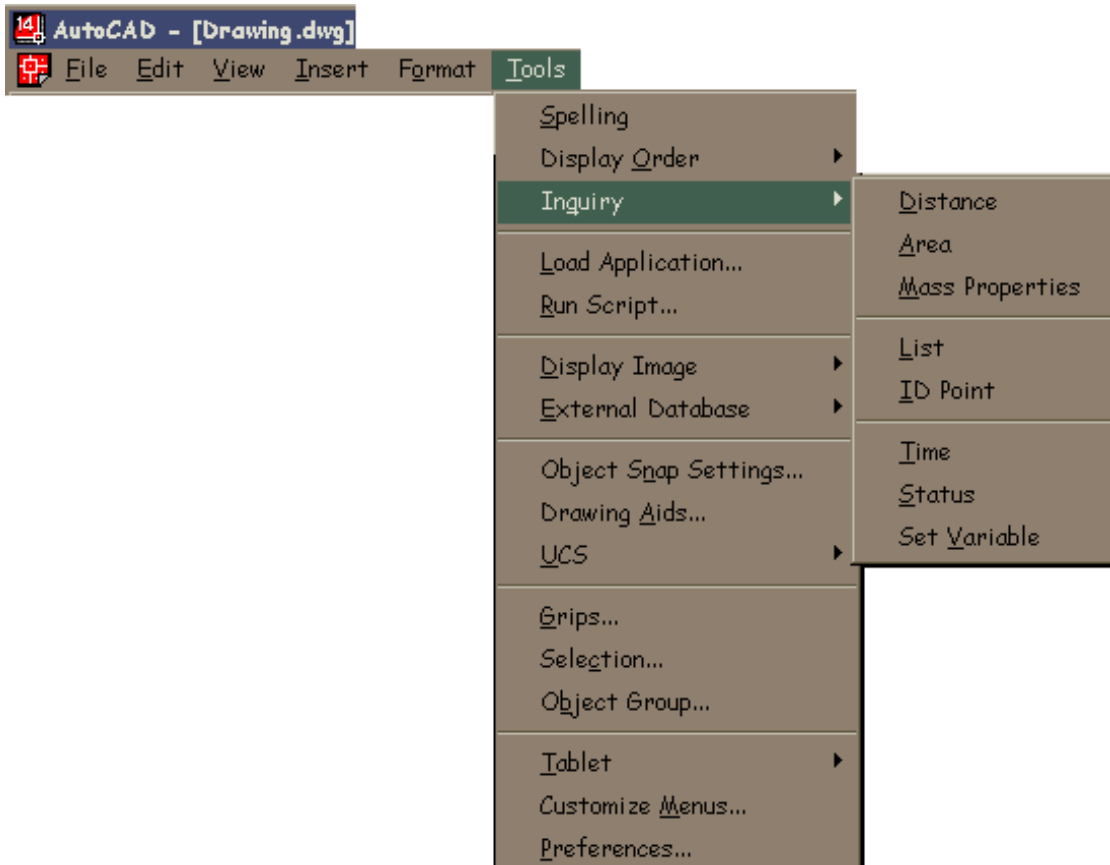 14 AutoCAD - [Drawing.dwg]
File Edit View Insert Format Tools
Spelling
Display Order
Inquiry
Load Application...
Run Script...
Display Image
External Database
Object Snap Settings...
Drawing Aids...
UCS
Grips...
Selection...
Object Group...
Tablet
Customize Menus...
Preferences...
Distance
Area
Mass Properties
List
ID Point
Time
Status
Set Variable